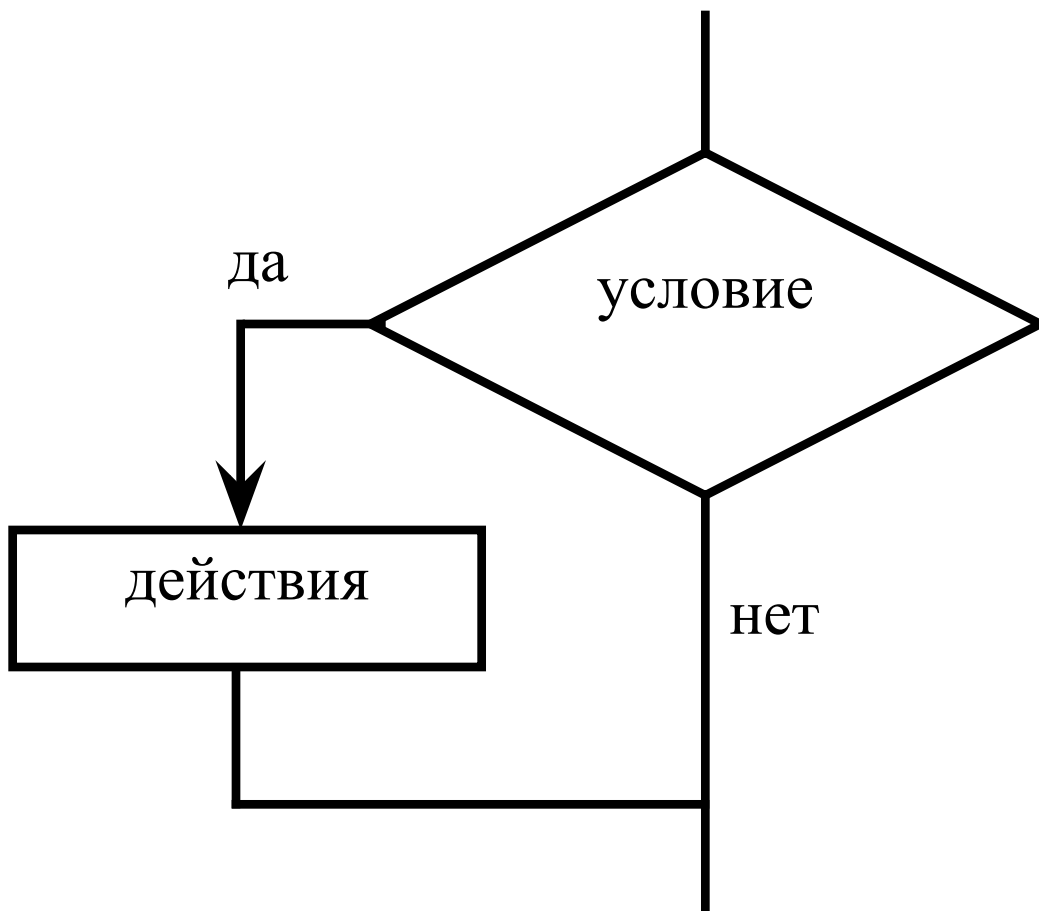 да
условие
действия
нет